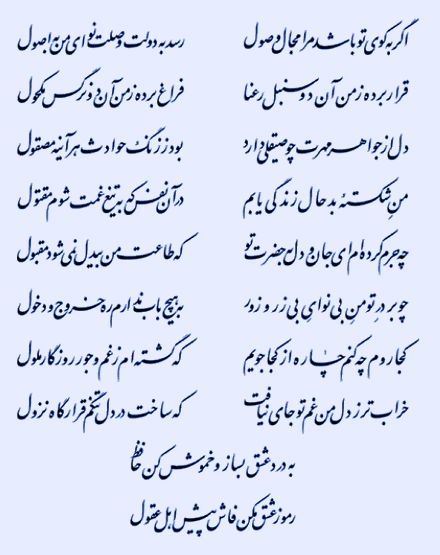 اگر به کوی تو باشد مرا مجال وصول رسد به دولت وصلت نوای من به اصول
قرار برده ز من آن دو سنبل رعنا فراغ برده ز من آن دو نرگس مکحول
دل از جواهر مهرت چو صیقلی دارد بود ز زنگ حوادث هر آینه مصقول
من شکستهٔ بدحال زندگی یابم در آن نفس که به تیغ غمت شوم مقتول
چه جرم کرده‌ام ای جان و دل به حضرت تو که طاعت من بیدل نمی‌شود مقبول
چو بر در تو من بی‌نوای بی زر و زور به هیچ باب ندارم ره خروج و دخول
کجا روم چه کنم چاره از کجا جویم که گشته‌ام ز غم و جور روزگار ملول
خرابتر ز دل من غم تو جای نیافت که ساخت در دل تنگم قرارگاه نزول
به درد عشق بساز و خموش کن حافظ
رموز عشق مکن فاش پیش اهل عقول